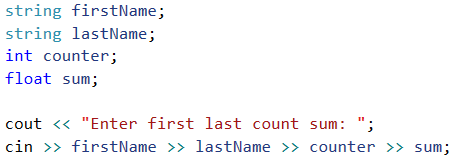 string firstName;
string lastName;
int counter;
float sum;
cout << "Enter first last count sum: ";
cin >> firstName >> lastName >> counter >> sum;